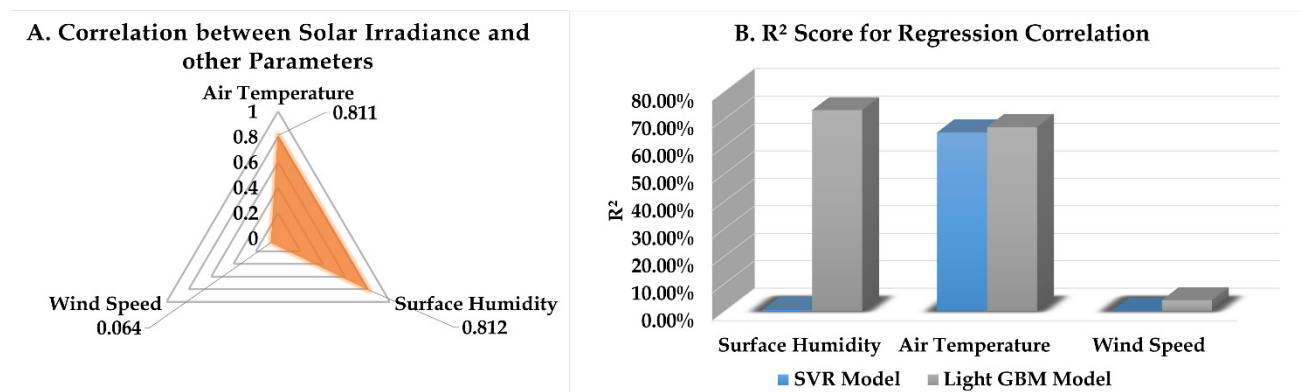 A. Correlation between Solar Irradiance and
other Parameters
Air Temperature
0.811
1
0.8
0.6
0.4
0.2
0
Wind Speed
0.064
Surface Humidity
0.812
B. R² Score for Regression Correlation
R²
80.00%
70.00%
60.00%
50.00%
40.00%
30.00%
20.00%
10.00%
0.00%
Surface Humidity Air Temperature Wind Speed
SVR Model Light GBM Model